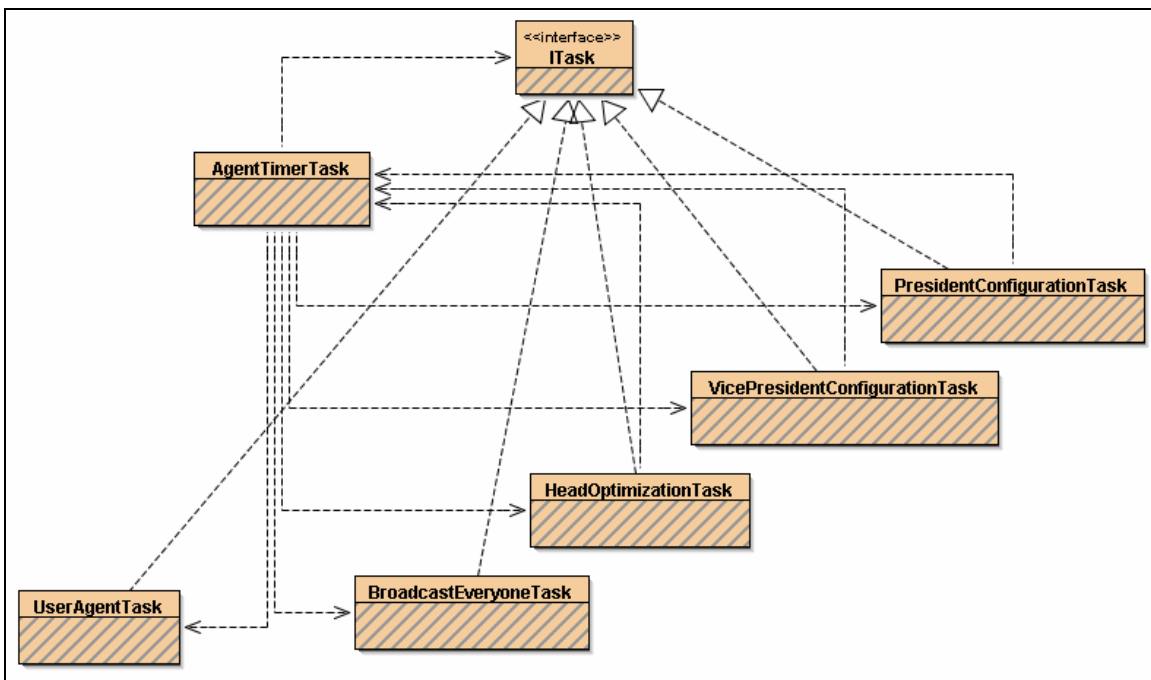 <<interface>>
ITask
AgentTimerTask
PresidentConfigurationTask
VicePresidentConfigurationTask
HeadOptimizationTask
BroadcastEveryoneTask
UserAgentTask